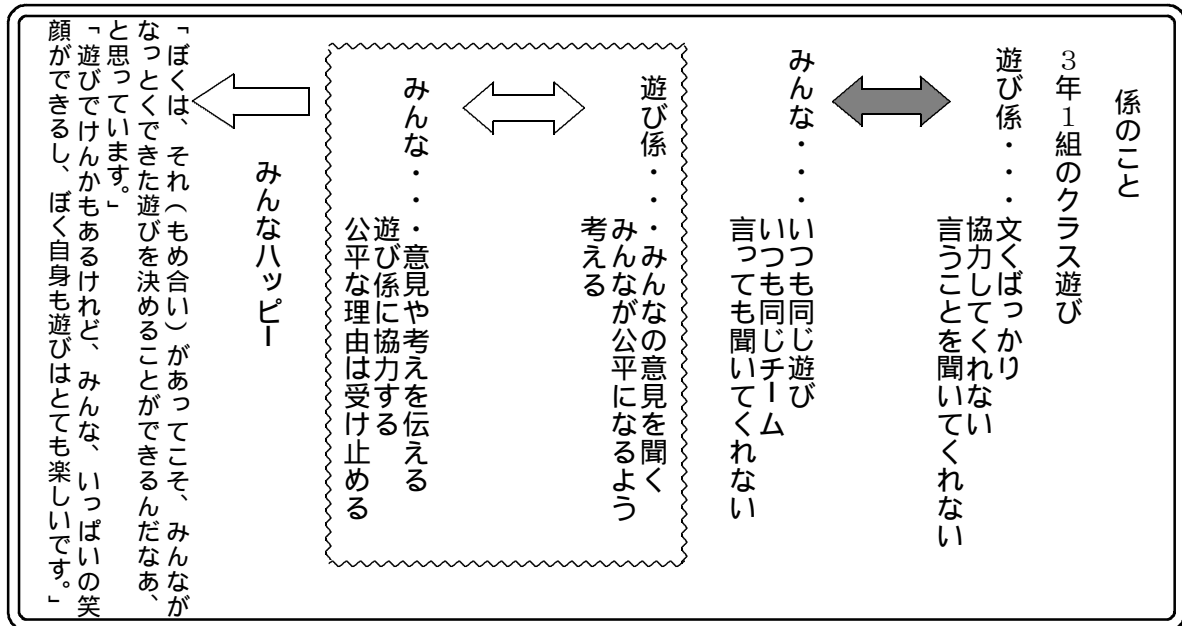 係のこと
３年１組のクラス遊び
遊び係・・・文くばっかり
協力してくれない
言うことを聞いてくれない
みんな・・・いつも同じ遊び
いつも同じチーム
言っても聞いてくれない
遊び係・・・みんなの意見を聞く
みんなが公平になるよう
考える
みんな・・・意見や考えを伝える
遊び係に協力する
公平な理由は受け止める
みんなハッピー
「ぼくは、それ（もめ合い）があってこそ、みんなが
なっとくできた遊びを決めることができるんだなあ、
と思っています。」
「遊びでけんかもあるけれど、みんな、いっぱいの笑
顔ができるし、ぼく自身も遊びはとても楽しいです。」